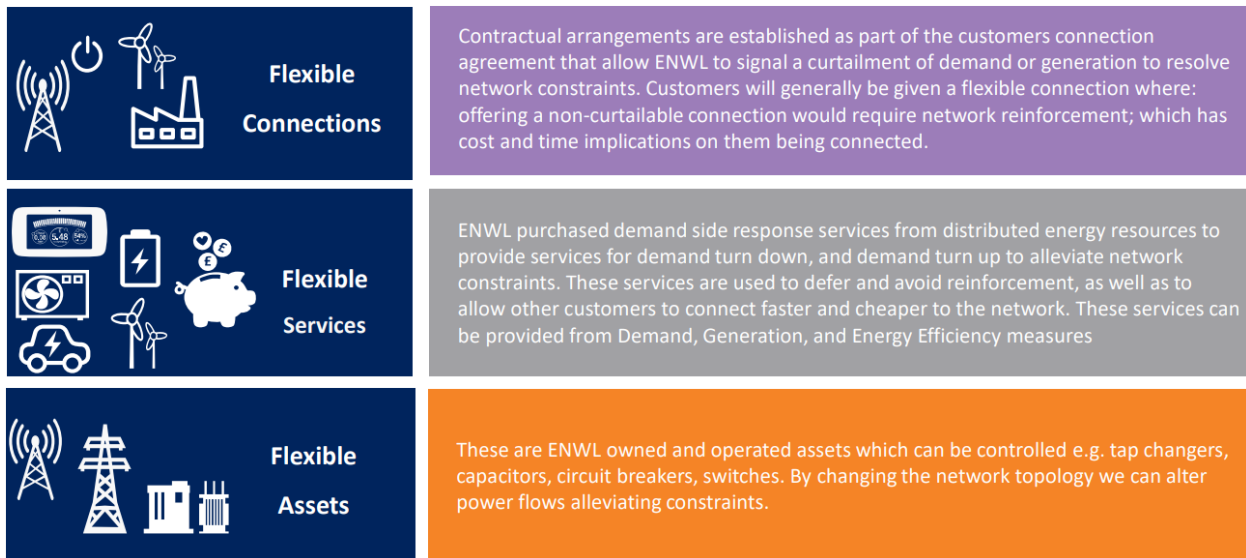 Flexible
Connections
Contractual arrangements are established as part of the customers connection
agreement that allow ENWL to signal a curtailment of demand or generation to resolve
network constraints. Customers will generally be given a flexible connection where:
offering a non-curtailable connection would require network reinforcement; which has
cost and time implications on them being connected.
5.48
54%
Flexible
Services
ENWL purchased demand side response services from distributed energy resources to
provide services for demand turn down, and demand turn up to alleviate network
constraints. These services are used to defer and avoid reinforcement, as well as to
allow other customers to connect faster and cheaper to the network. These services can
be provided from Demand, Generation, and Energy Efficiency measures
£
£
Flexible
Assets
These are ENWL owned and operated assets which can be controlled e.g. tap changers,
capacitors, circuit breakers, switches. By changing the network topology we can alter
power flows alleviating constraints.